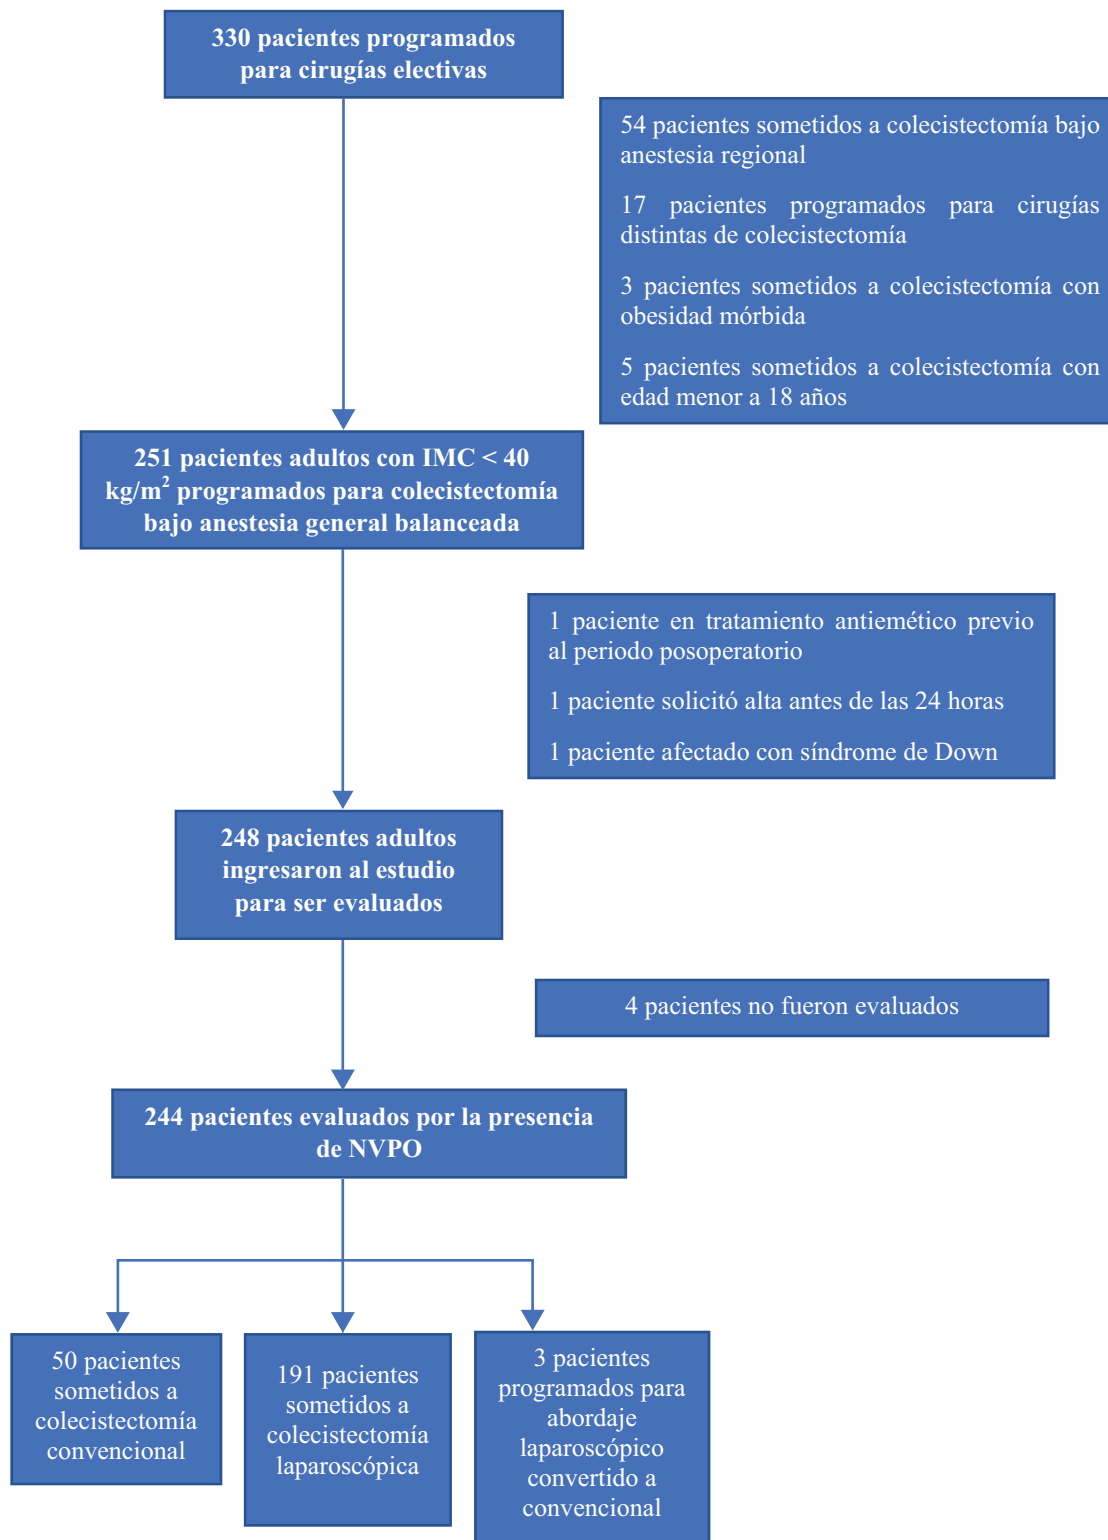 330 pacientes programados
para cirugías electivas
54 pacientes sometidos a colecistectomía bajo
anestesia regional
17 pacientes programados para cirugías
distintas de colecistectomía
3 pacientes sometidos a colecistectomía con
obesidad mórbida
5 pacientes sometidos a colecistectomía con
edad menor a 18 años
251 pacientes adultos con IMC < 40
kg/m² programados para colecistectomía
bajo anestesia general balanceada
1 paciente en tratamiento antiemético previo
al periodo posoperatorio
1 paciente solicitó alta antes de las 24 horas
1 paciente afectado con síndrome de Down
248 pacientes adultos
ingresaron al estudio
para ser evaluados
4 pacientes no fueron evaluados
244 pacientes evaluados por la presencia
de NVPO
50 pacientes
sometidos a
colecistectomía
convencional
191 pacientes
sometidos a
colecistectomía
laparoscópica
3 pacientes
programados para
abordaje
laparoscópico
convertido a
convencional